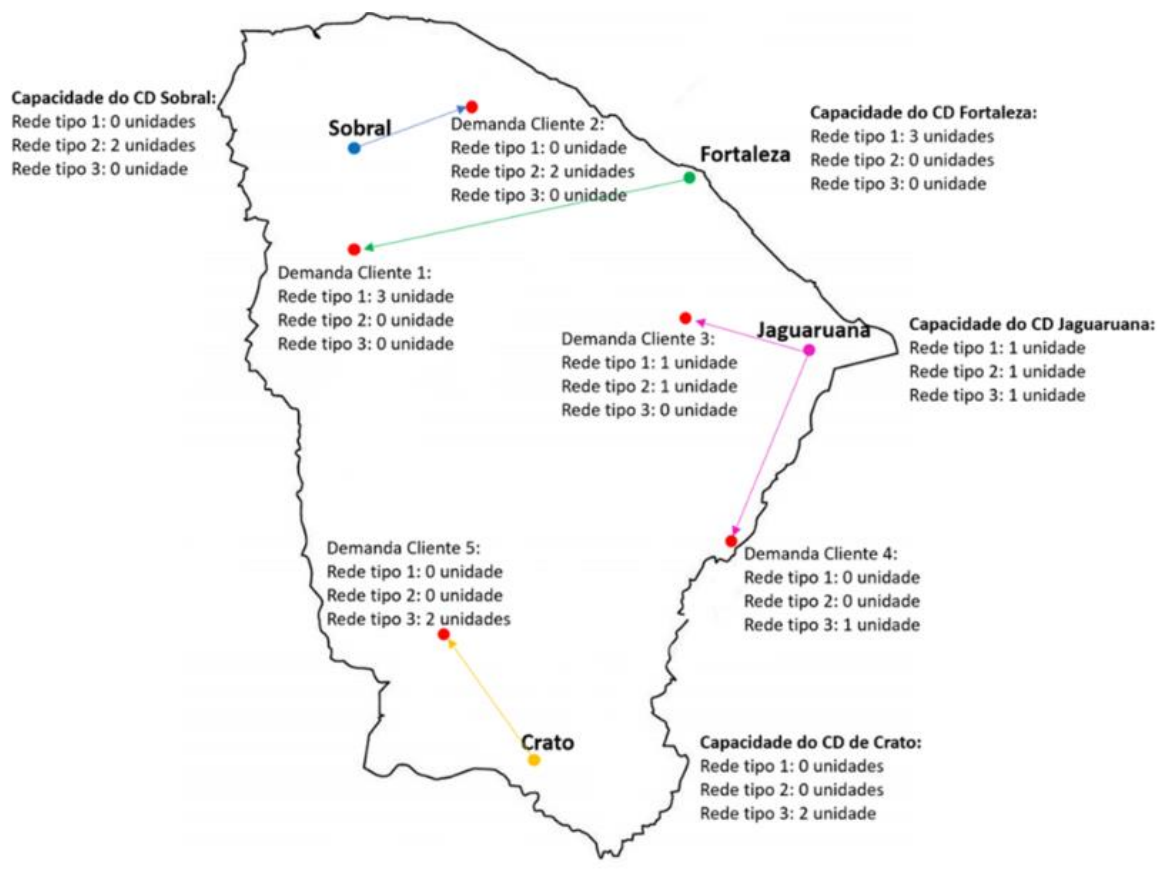 Capacidade do CD Sobral:
Rede tipo 1: 0 unidades
Rede tipo 2: 2 unidades
Rede tipo 3: 0 unidade
Sobral
Demanda Cliente 2:
Rede tipo 1: 0 unidade
Rede tipo 2: 2 unidades
Rede tipo 3: 0 unidade
Fortaleza
Capacidade do CD Fortaleza:
Rede tipo 1: 3 unidades
Rede tipo 2: 0 unidades
Rede tipo 3: 0 unidade
Demanda Cliente 1:
Rede tipo 1: 3 unidade
Rede tipo 2: 0 unidade
Rede tipo 3: 0 unidade
Demanda Cliente 3:
Rede tipo 1: 1 unidade
Rede tipo 2: 1 unidade
Rede tipo 3: 0 unidade
Jaguaruana
Capacidade do CD Jaguaruana:
Rede tipo 1: 1 unidade
Rede tipo 2: 1 unidade
Rede tipo 3: 1 unidade
Demanda Cliente 5:
Rede tipo 1: 0 unidade
Rede tipo 2: 0 unidade
Rede tipo 3: 2 unidades
Demanda Cliente 4:
Rede tipo 1: 0 unidade
Rede tipo 2: 0 unidade
Rede tipo 3: 1 unidade
Crato
Capacidade do CD de Crato:
Rede tipo 1: 0 unidades
Rede tipo 2: 0 unidades
Rede tipo 3: 2 unidade